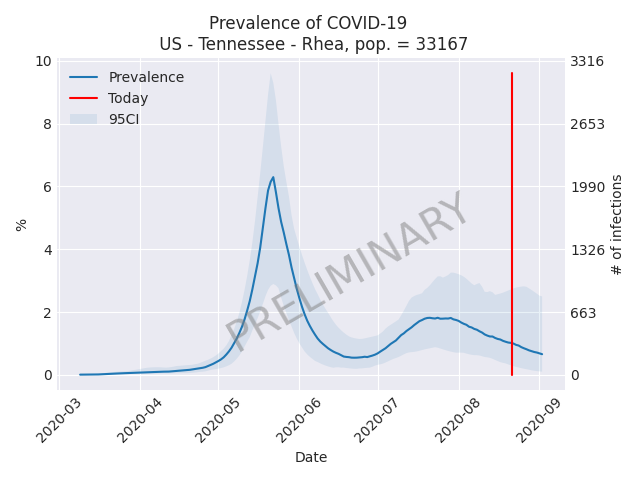 Prevalence of COVID-19
US - Tennessee - Rhea, pop. = 33167
Prevalence
Today
95CI
PRELIMINARY
%
10
8
6
4
2
0
# of infections
3316
2653
1990
1326
663
0
2020-03
2020-04
2020-05
2020-06
2020-07
2020-08
2020-09
Date